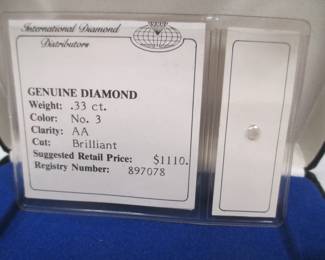 International Diamond
Distributors
GENUINE DIAMOND
Weight: .33 ct.
Color: No. 3
Clarity: AA
Cut: Brilliant
Suggested Retail Price: $1110.
Registry Number: 897078